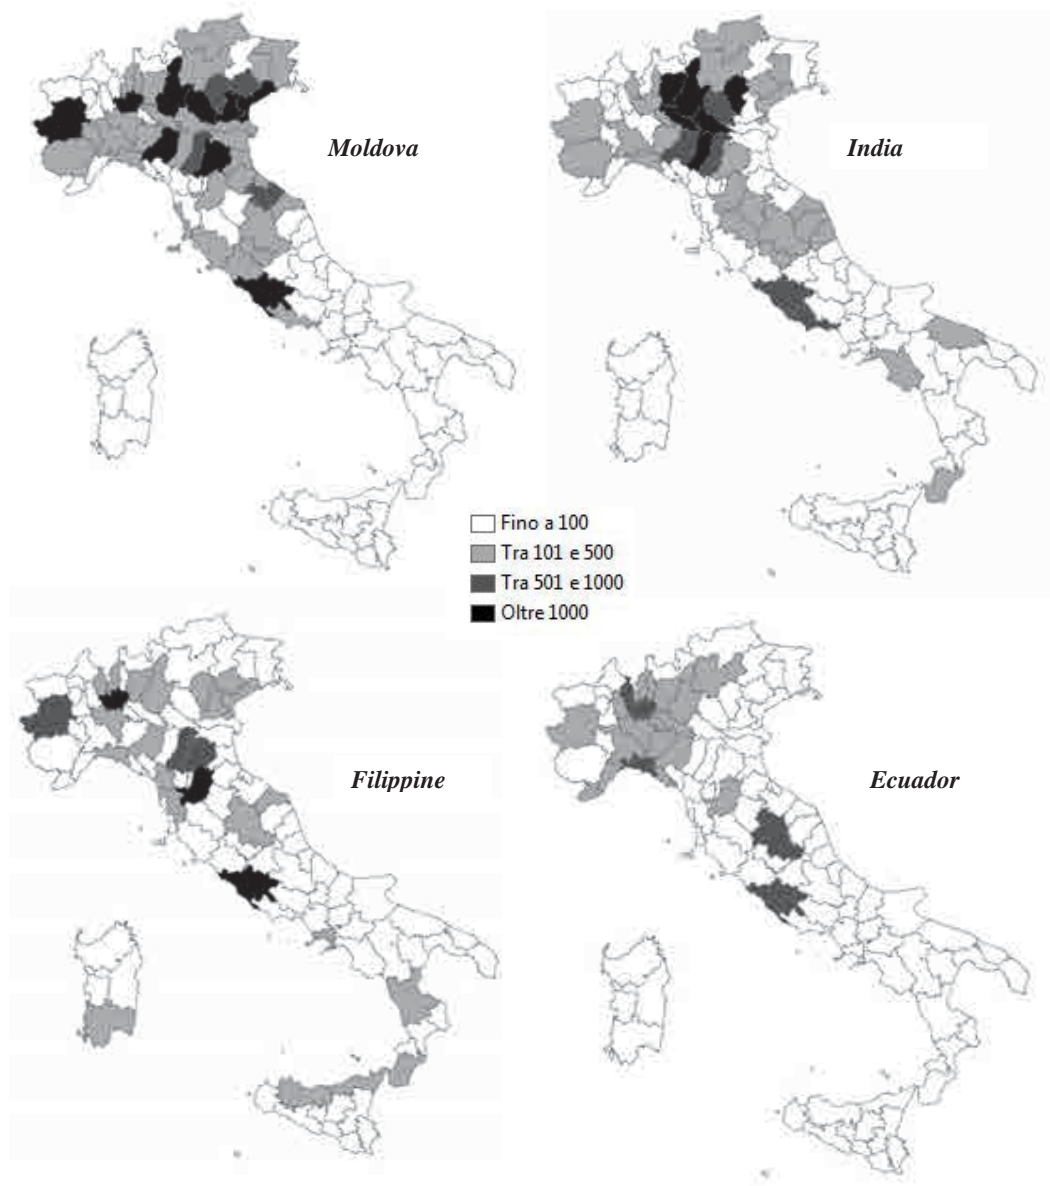 Moldova
India
Fino a 100
Tra 101 e 500
Tra 501 e 1000
Oltre 1000
Filippine
Ecuador